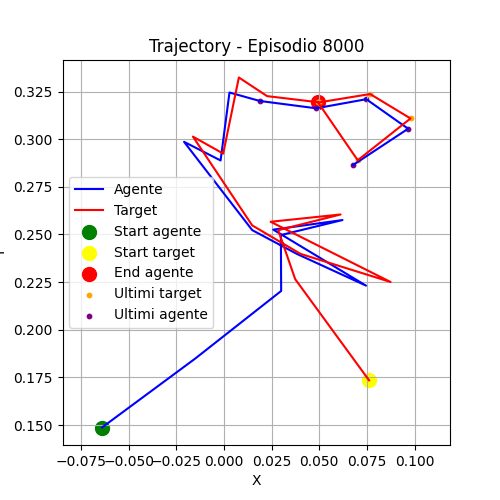 Trajectory - Episodio 8000
0.325
0.300
0.275
0.250
0.225
0.200
0.175
0.150
Agente
Target
Start agente
Start target
End agente
Ultimi target
Ultimi agente
−0.075 −0.050 −0.025 0.000 0.025 0.050 0.075 0.100
X